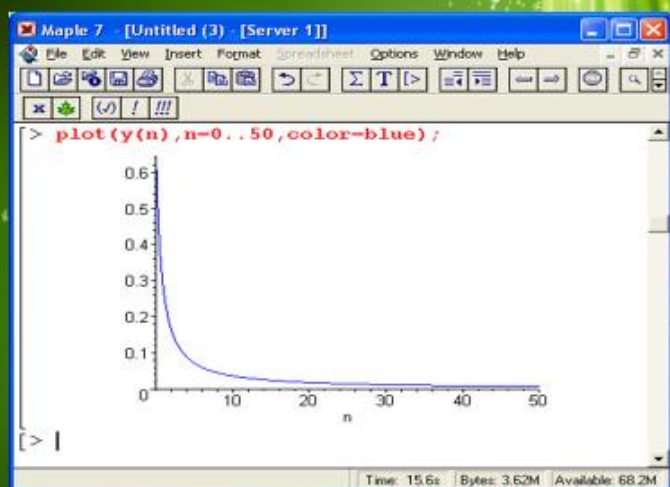 Maple 7 - [Untitled (3) - [Server 1]]
File Edit View Insert Format Spreadsheet Options Window Help
Σ T [>
x (√) ! !!!
[> plot(y(n),n=0..50,color=blue);
0.6
0.5
0.4
0.3
0.2
0.1
0 10 20 30 40 50
n
[>
Time: 15.6s Bytes: 3.62M Available: 68.2M